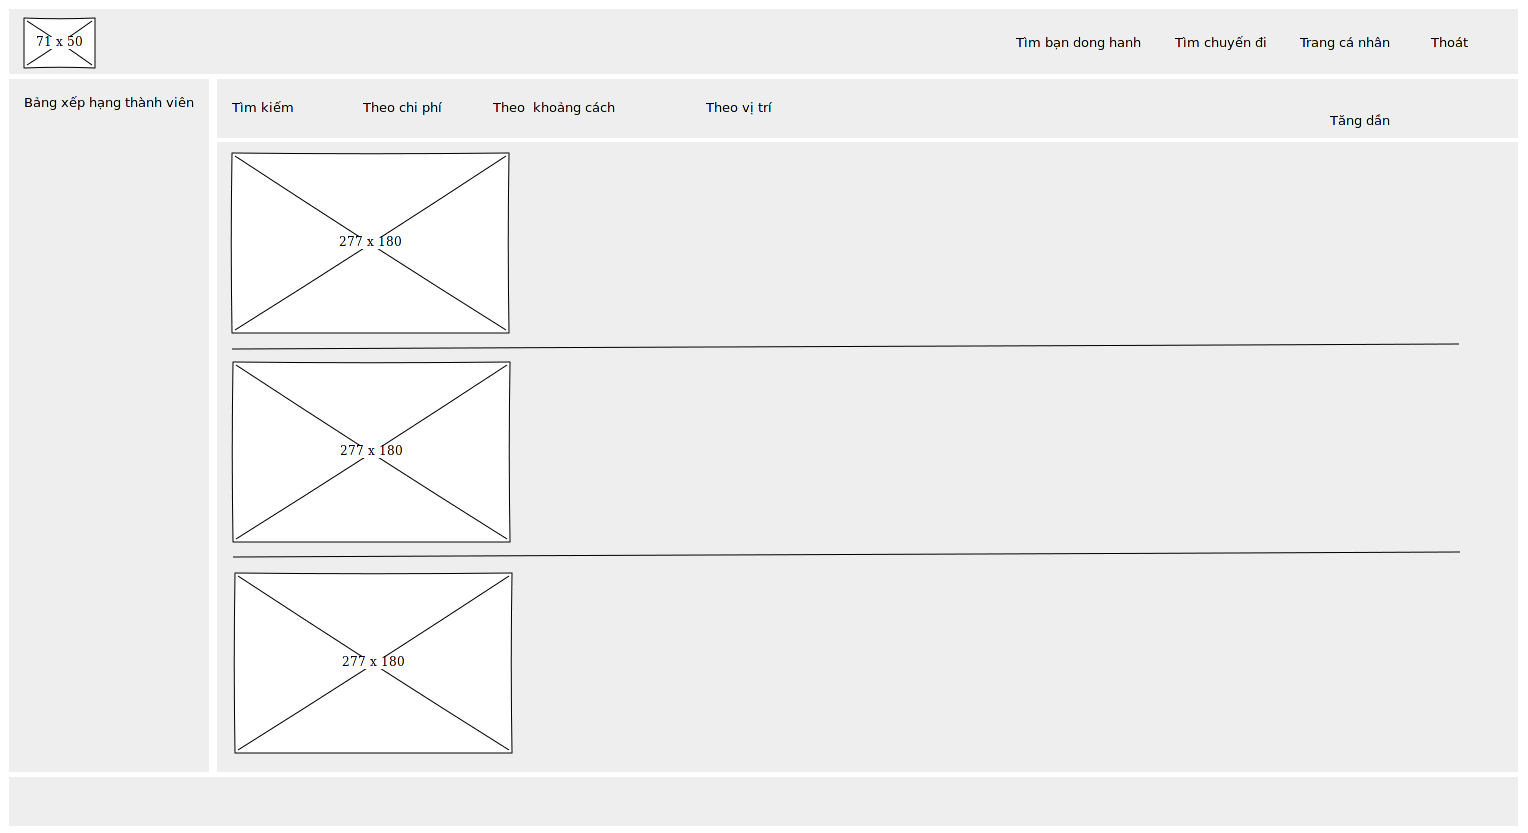 71 x 50
Tìm bạn dong hanh Tìm chuyến đi Trang cá nhân Thoát
Bảng xếp hạng thành viên
Tìm kiếm Theo chi phí Theo  khoảng cách Theo vị trí
Tăng dần
277 x 180
277 x 180
277 x 180